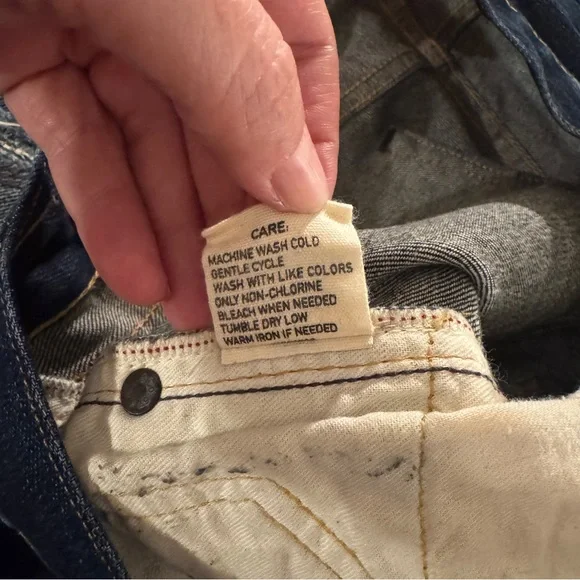 CARE:
MACHINE WASH COLD
GENTLE CYCLE
WASH WITH LIKE COLORS
ONLY NON-CHLORINE
BLEACH WHEN NEEDED
TUMBLE DRY LOW
WARM IRON IF NEEDED